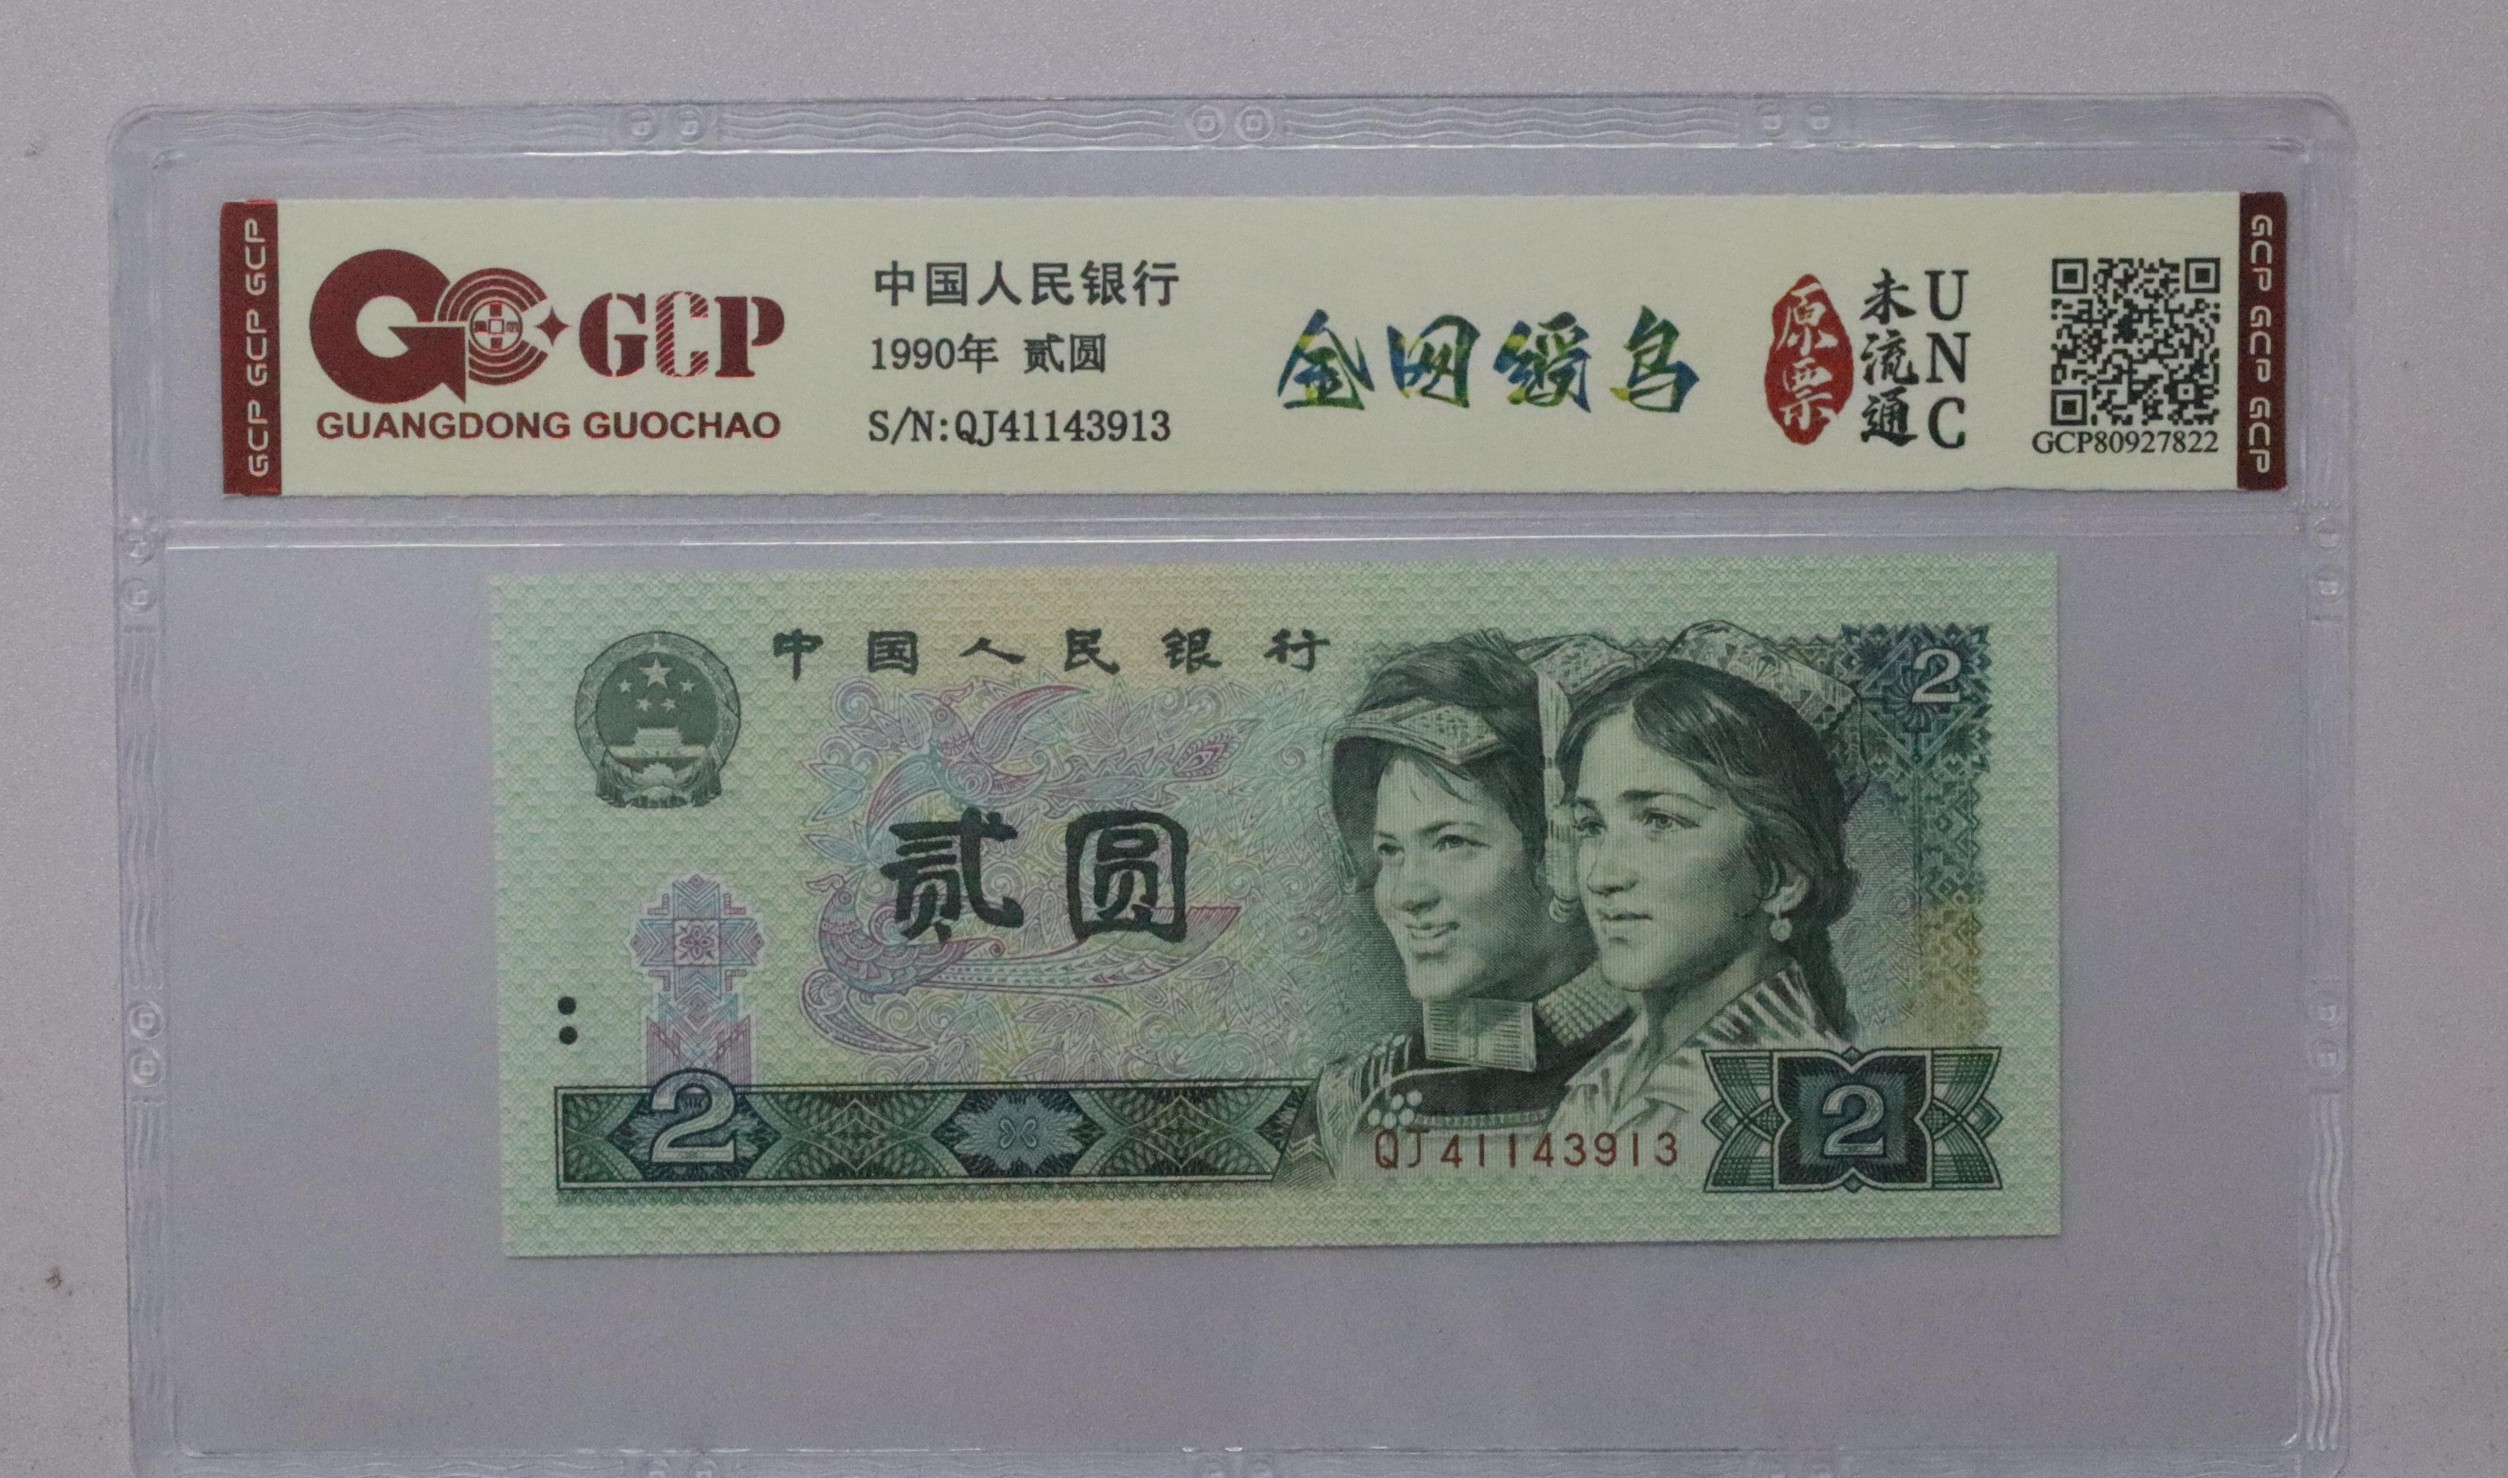 GCP GCP GCP
GCP
GUANGDONG GUOCHAO
中国人民银行
1990年 贰圆
S/N:QJ41143913
金网绶鸟
原票
未流通
UNC
GCP80927822
GCP GCP GCP
中国人民银行
2
贰圆
2
QJ41143913
2